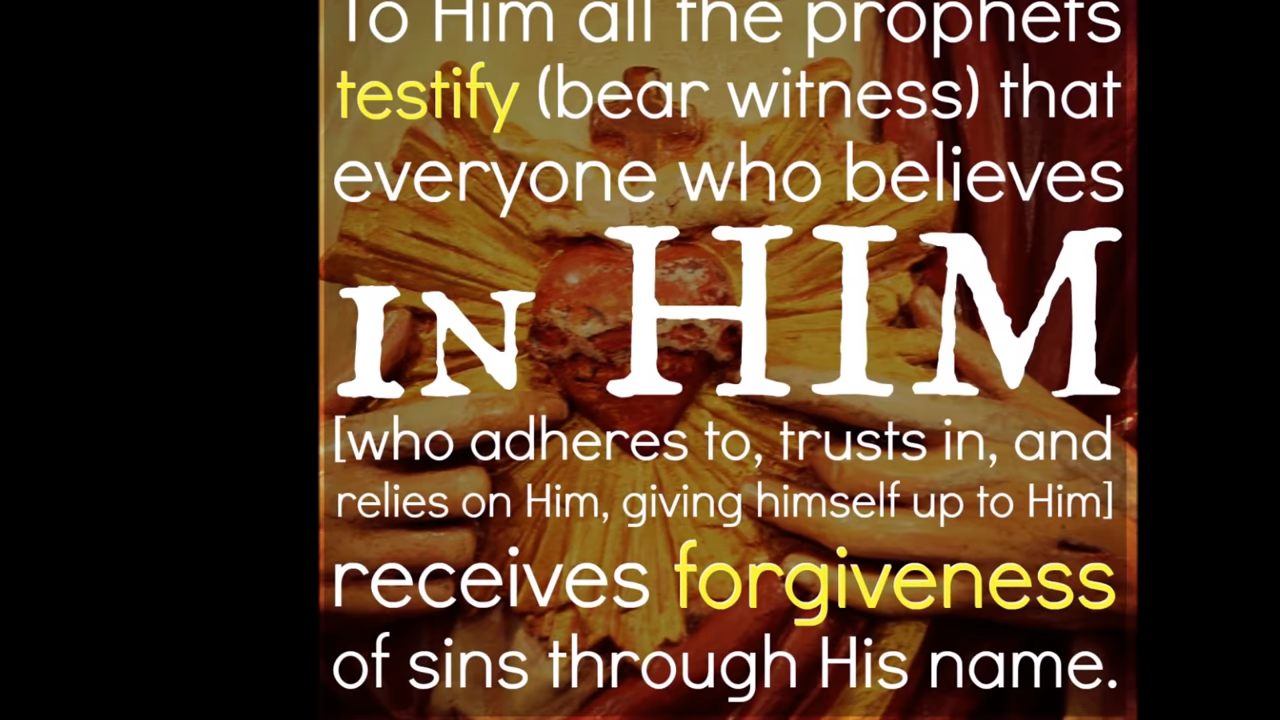 To Him all the prophets
testify (bear witness) that
everyone who believes
IN HIM
[who adheres to, trusts in, and
relies on Him, giving himself up to Him]
receives forgiveness
of sins through His name.